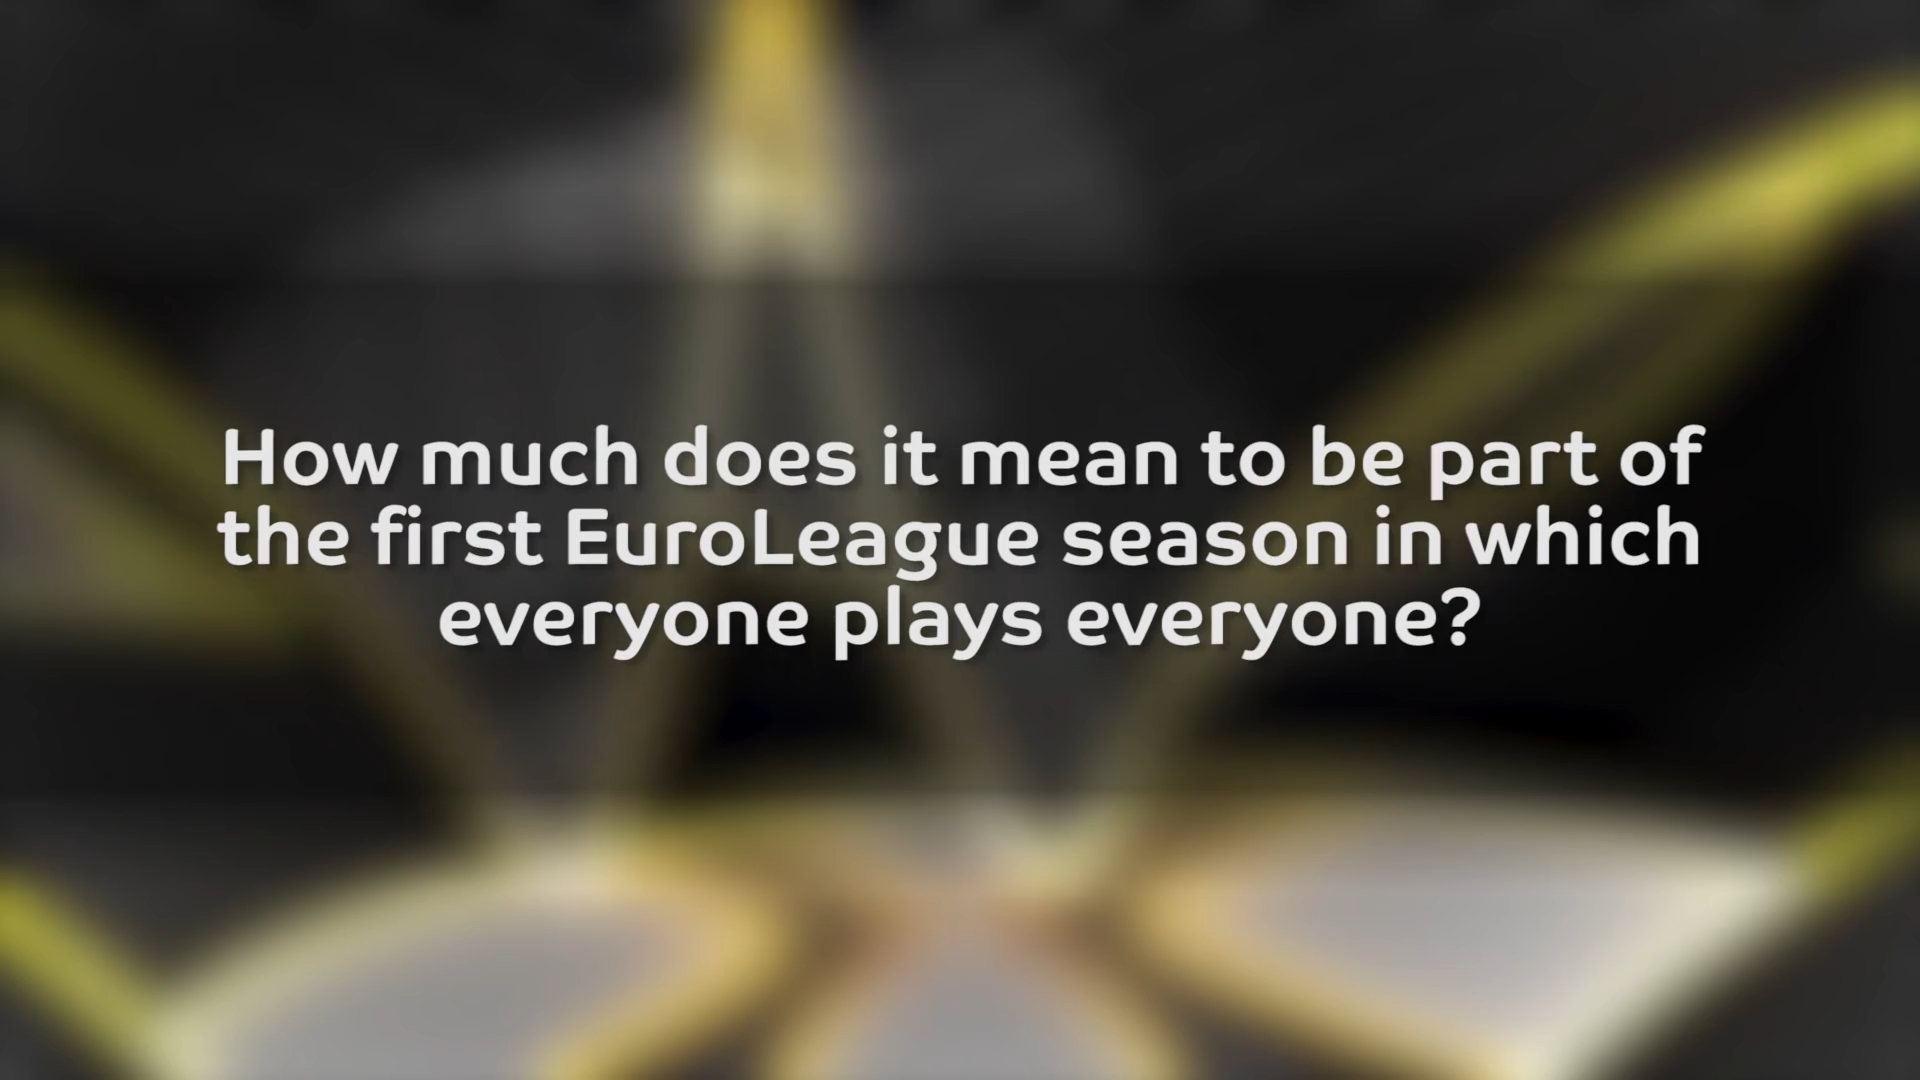 How much does it mean to be part of
the first EuroLeague season in which
everyone plays everyone?